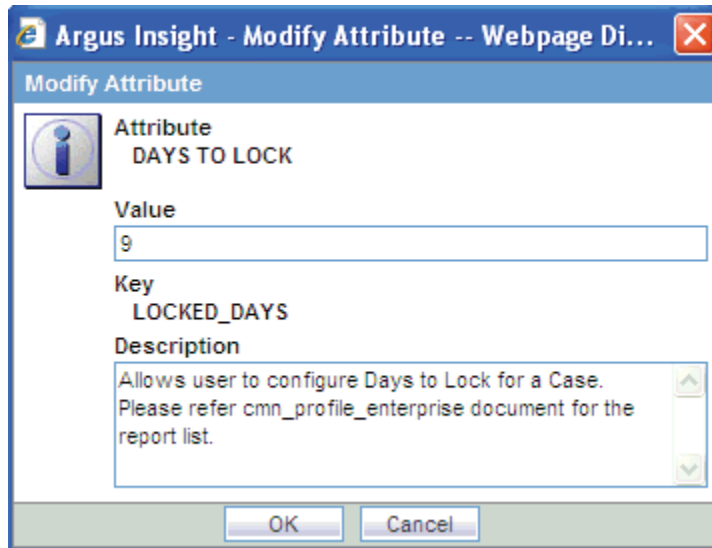 Argus Insight - Modify Attribute -- Webpage Di...
Modify Attribute
Attribute
DAYS TO LOCK
Value
9
Key
LOCKED_DAYS
Description
Allows user to configure Days to Lock for a Case.
Please refer cmn_profile_enterprise document for the
report list.
OK Cancel